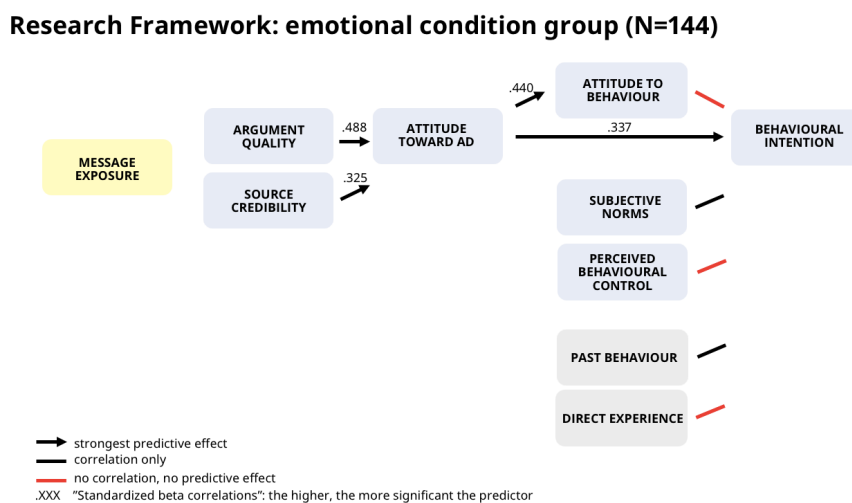 Research Framework: emotional condition group (N=144)
ATTITUDE TO
BEHAVIOUR
.440
ARGUMENT
QUALITY
.488
ATTITUDE
TOWARD AD
.337
BEHAVIOURAL
INTENTION
MESSAGE
EXPOSURE
SOURCE
CREDIBILITY
.325
SUBJECTIVE
NORMS
PERCEIVED
BEHAVIOURAL
CONTROL
PAST BEHAVIOUR
DIRECT EXPERIENCE
strongest predictive effect
correlation only
no correlation, no predictive effect
.XXX ”Standardized beta correlations”: the higher, the more significant the predictor